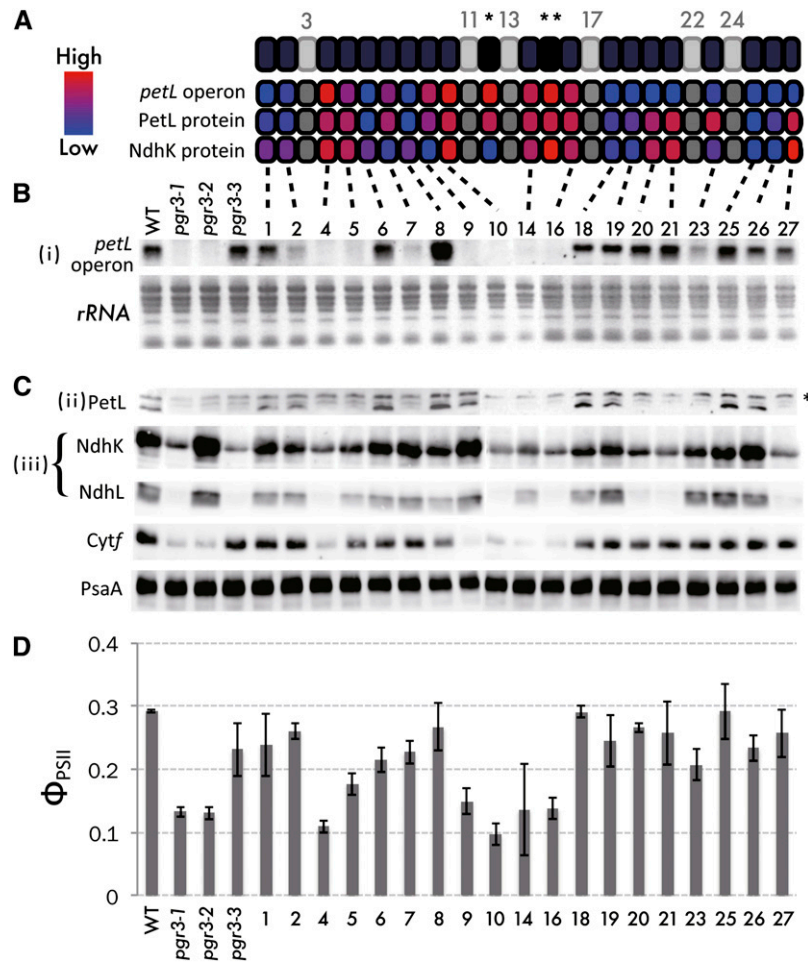 A
3 11 * 13 ** 17 22 24
High
Low
petL operon
PetL protein
NdhK protein
B
WT pgr3-1 pgr3-2 pgr3-3 1 2 4 5 6 7 8 9 10 14 16 18 19 20 21 23 25 26 27
(i) petL
operon
rRNA
C
(ii) PetL *
(iii) { NdhK
NdhL
Cytf
PsaA
D
0.4
0.3
0.2
0.1
0
ΦPSII
WT pgr3-1 pgr3-2 pgr3-3 1 2 4 5 6 7 8 9 10 14 16 18 19 20 21 23 25 26 27